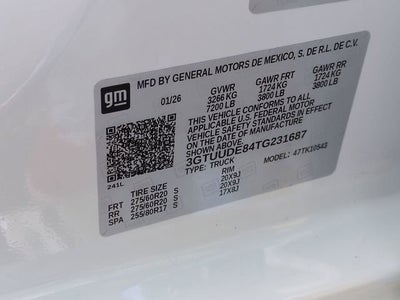 gm
MFD BY GENERAL MOTORS DE MEXICO, S. DE R.L. DE C.V.
01/26 GVWR GAWR FRT GAWR RR
3266 KG 1724 KG 1724 KG
7200 LB 3800 LB 3800 LB
THIS VEHICLE CONFORMS TO ALL
APPLICABLE U.S. FEDERAL MOTOR
VEHICLE SAFETY STANDARDS IN EFFECT
ON THE DATE OF MANUFACTURE SHOWN ABOVE.
3GTUUDE84TG231687
TYPE: TRUCK 47TK10543
241L
TIRE SIZE RIM
FRT 275/60R20 S 20X9J
RR 275/60R20 S 20X9J
SP 255/80R17 S 17X8J